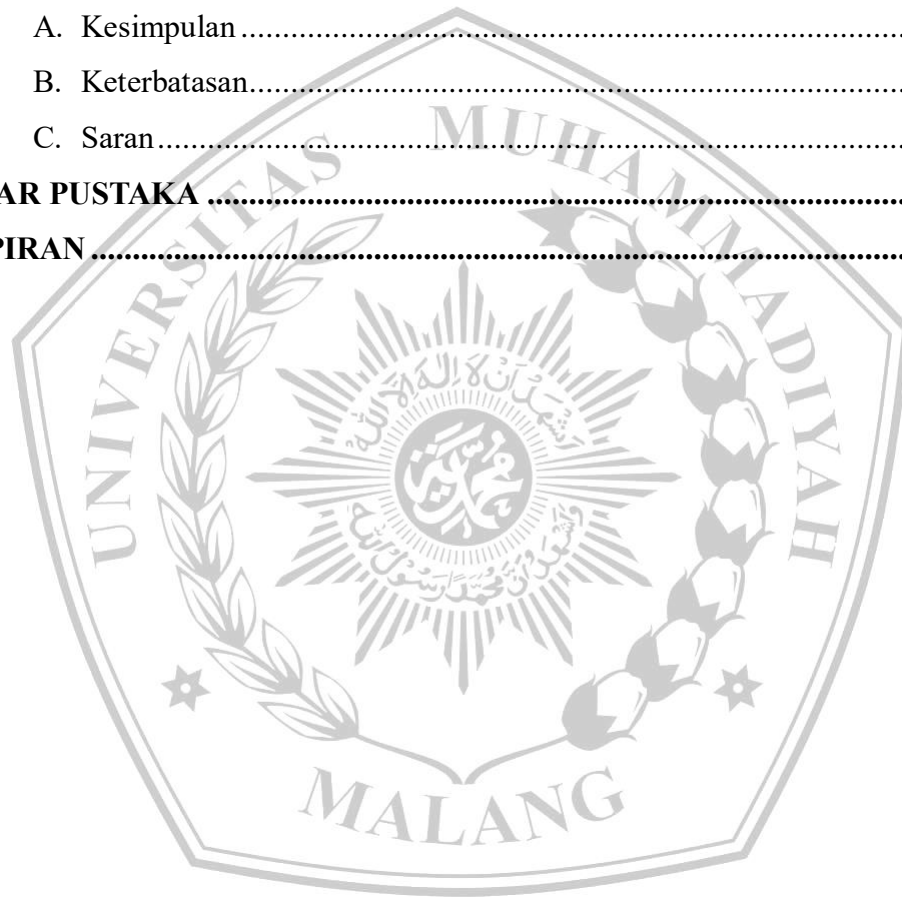 A. Kesimpulan ........................................................................
B. Keterbatasan........................................................................
C. Saran........................................................................
AR PUSTAKA ........................................................................
PIRAN ........................................................................
UNIVERSITAS MUHAMMADIYAH
MALANG